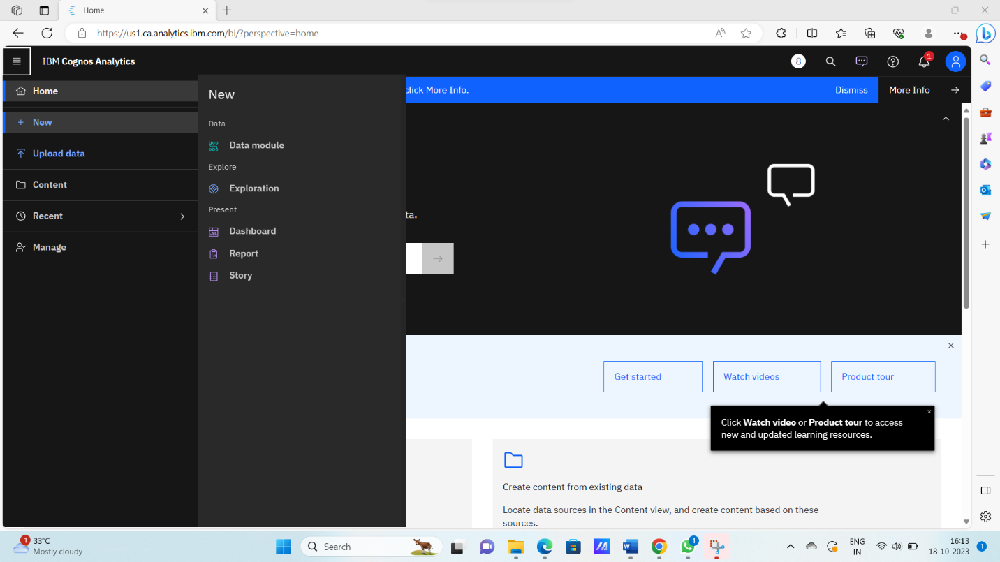 Home
https://us1.ca.analytics.ibm.com/bi/?perspective=home
IBM Cognos Analytics
8
1
Home
New
Upload data
Content
Recent
Manage
New
Data
Data module
Explore
Exploration
Present
Dashboard
Report
Story
click More Info.
Dismiss
More Info
ta.
Get started
Watch videos
Product tour
Click Watch video or Product tour to access
new and updated learning resources.
Create content from existing data
Locate data sources in the Content view, and create content based on these
sources.
1
33°C
Mostly cloudy
Search
1
ENG
IN
16:13
18-10-2023
1